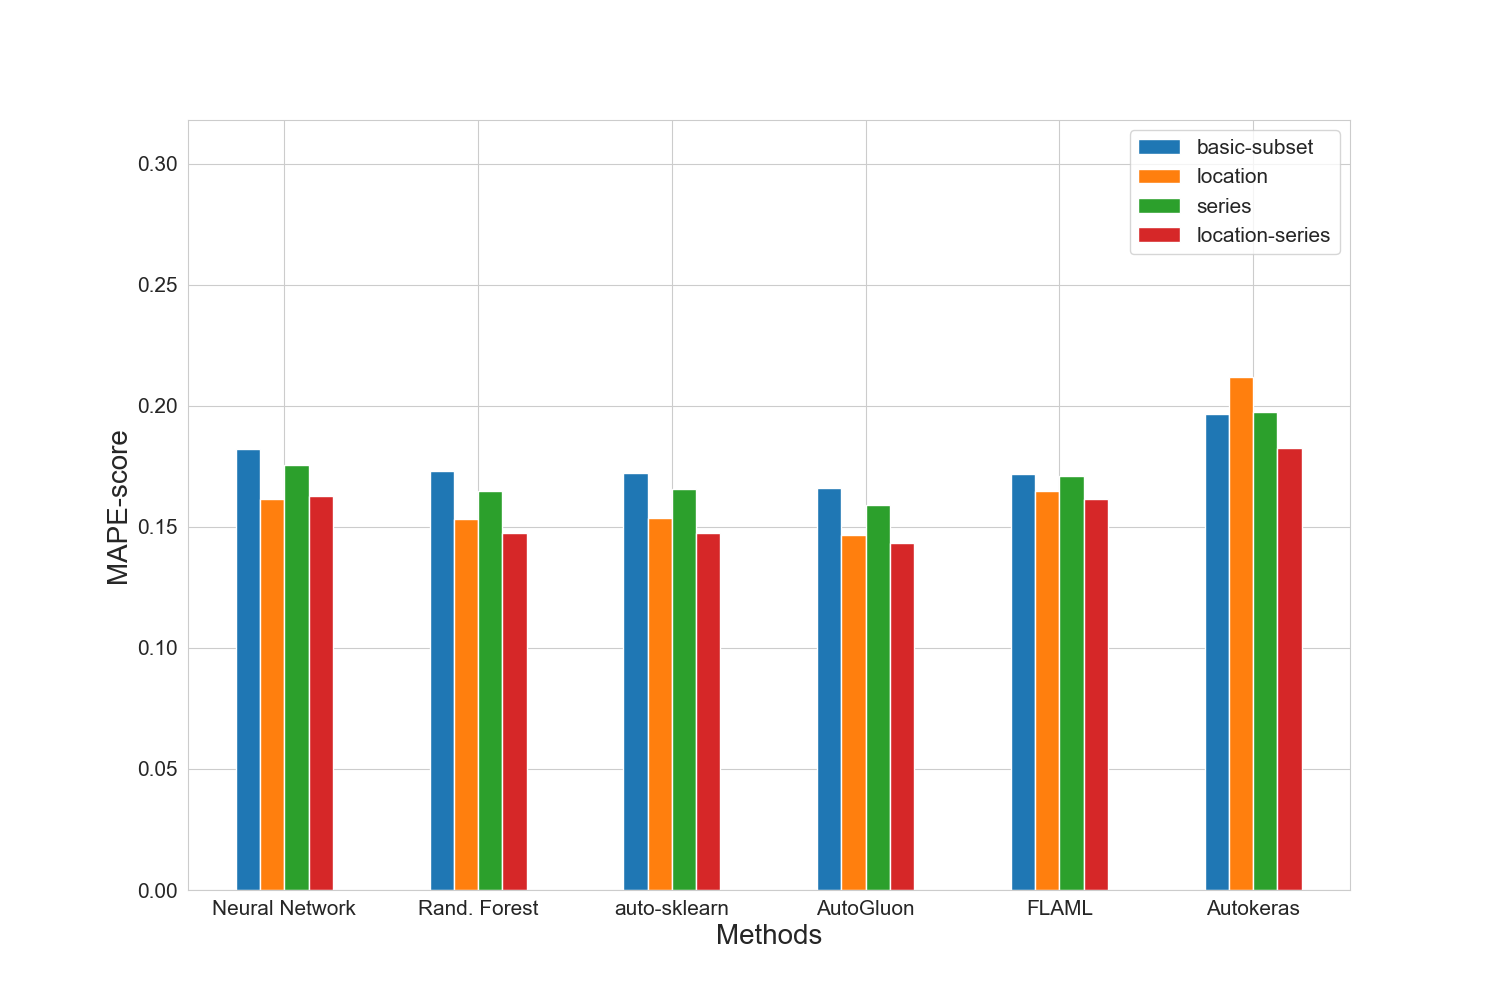 0.30
0.25
0.20
0.15
0.10
0.05
0.00
MAPE-score
basic-subset
location
series
location-series
Neural Network Rand. Forest auto-sklearn AutoGluon FLAML Autokeras
Methods